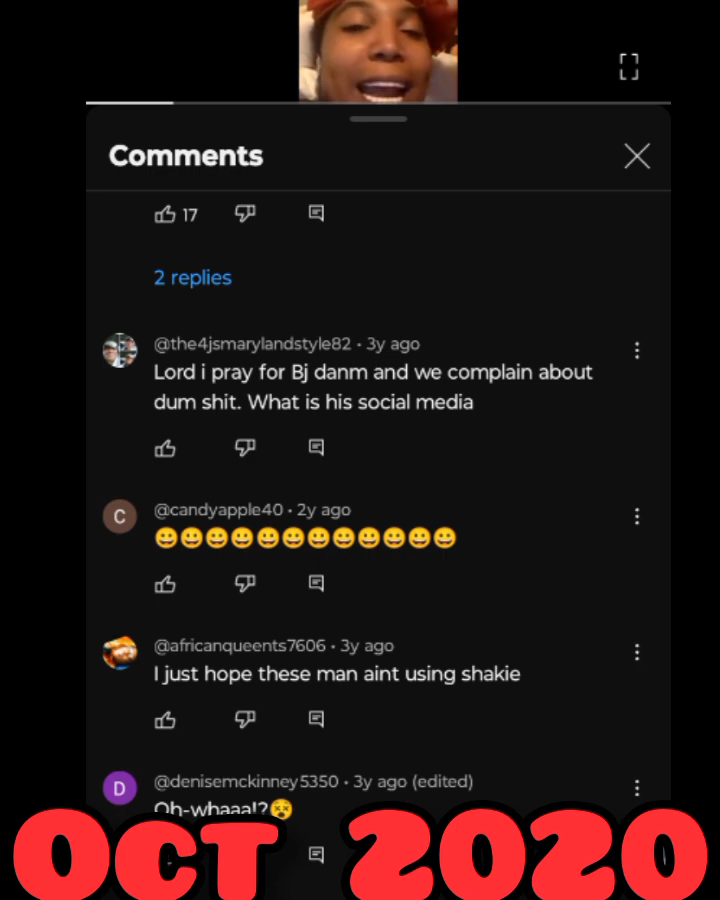 Comments
17
2 replies
@the4jsmarylandstyle82 • 3y ago
Lord i pray for Bj danm and we complain about
dum shit. What is his social media
C
@candyapple40 • 2y ago
😀😀😀😀😀😀😀😀😀😀😀😀
@africanqueents7606 • 3y ago
I just hope these man aint using shakie
D
@denisemckinney5350 • 3y ago (edited)
Oh-whaaa!?😵
OCT 2020